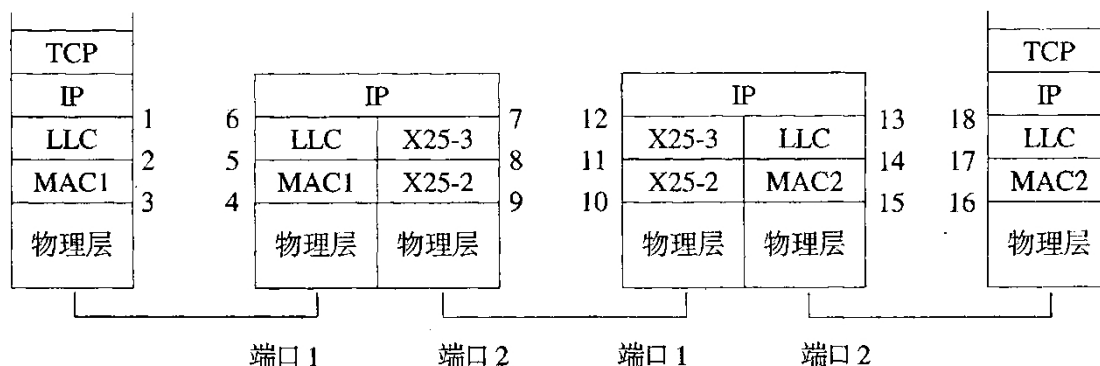 TCP TCP
IP IP IP IP
1 6 7 12 13 18
LLC LLC X25-3 X25-3 LLC LLC
2 5 8 11 14 17
MAC1 MAC1 X25-2 X25-2 MAC2 MAC2
3 4 9 10 15 16
物理层 物理层 物理层 物理层 物理层 物理层
端口 1 端口 2 端口 1 端口 2